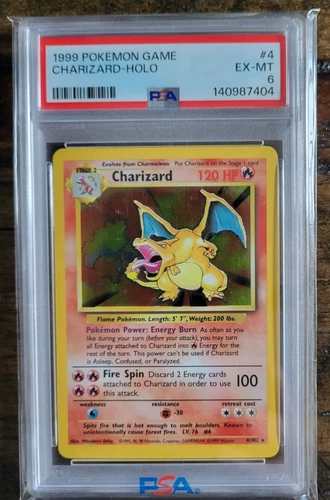 1999 POKEMON GAME #4
CHARIZARD-HOLO EX-MT
6
PSA 140987404
Evolves from Charmeleon Put Charizard on the Stage 1 card
STAGE 2
Charizard 120 HP
Flame Pokémon. Length: 5' 7", Weight: 200 lbs.
Pokémon Power: Energy Burn As often as you
like during your turn (before your attack), you may turn
all Energy attached to Charizard into Energy for
the rest of the turn. This power can't be used if
Charizard is Asleep, Confused, or Paralyzed.
Fire Spin Discard 2 Energy cards
attached to Charizard in order to use 100
this attack.
weakness resistance retreat cost
-30
Spits fire that is hot enough to melt boulders. Known to
unintentionally cause forest fires. LV. 76 #6
Illus. Mitsuhiro Arita 4/102
PSA